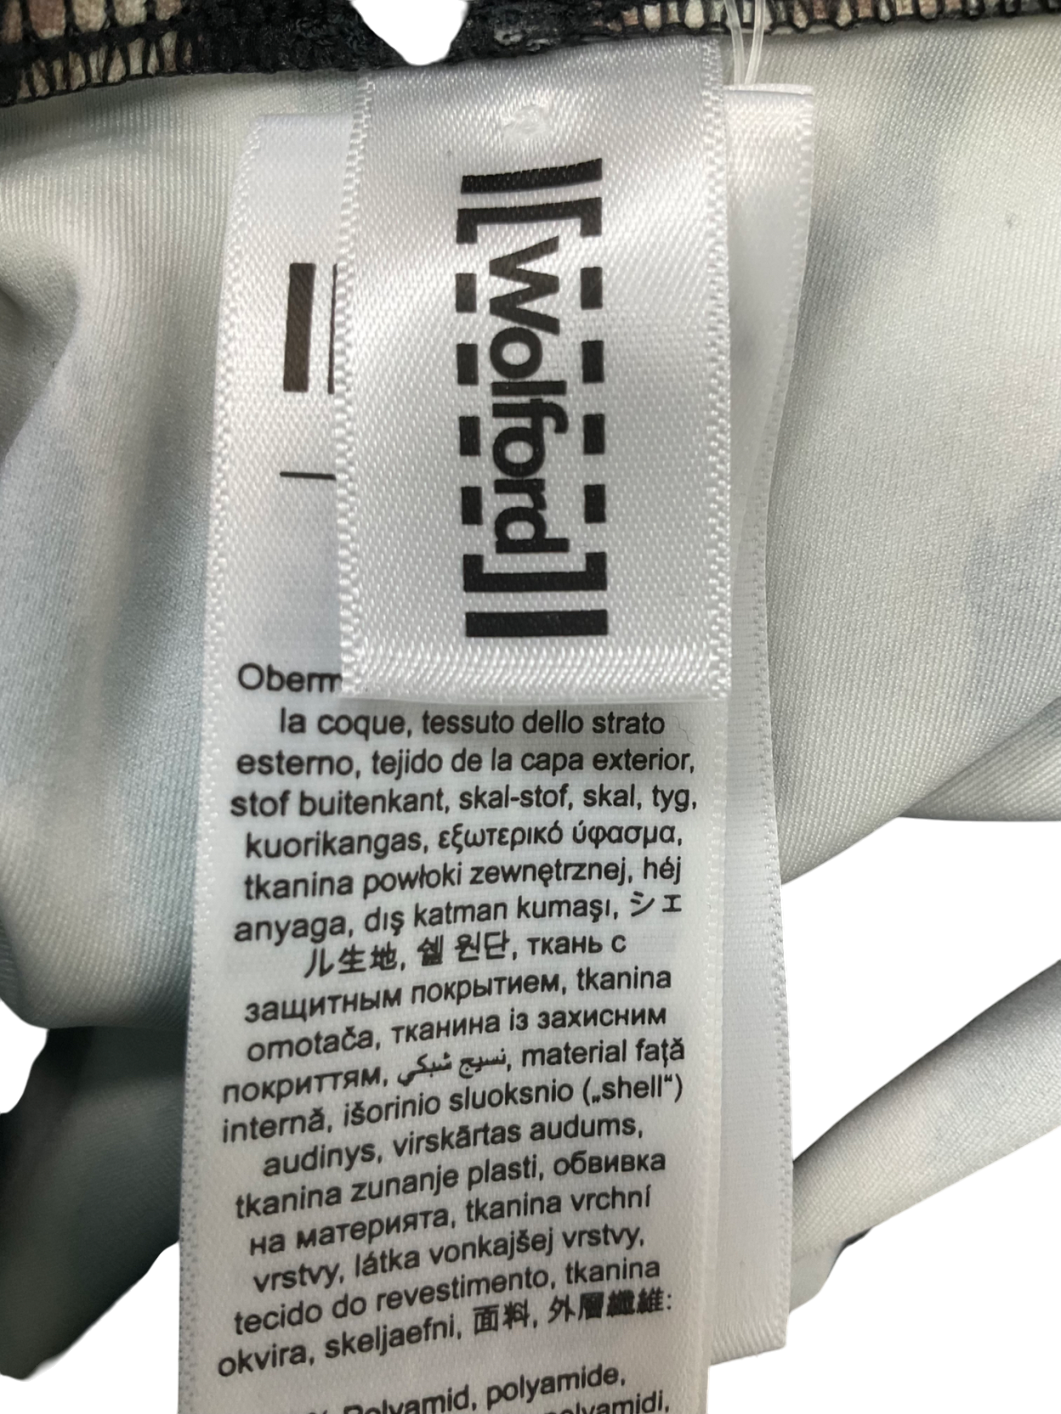 Wolford
Oberm
la coque, tessuto dello strato
esterno, tejido de la capa exterior,
stof buitenkant, skal-stof, skal, tyg,
kuorikangas, εξωτερικό ύφασμα,
tkanina powłoki zewnętrznej, héj
anyaga, dış katman kumaşı, シェ
ル生地, 쉘 원단, ткань с
защитным покрытием, tkanina
omotača, тканина із захисним
покриттям, نسيج شبكي, material față
internă, išorinio sluoksnio („shell“)
audinys, virskārtas audums,
tkanina zunanje plasti, обвивка
на материята, tkanina vrchní
vrstvy, látka vonkajšej vrstvy,
tecido do revestimento, tkanina
okvira, skeljaefni, 面料, 外層纖維:
Polyamid, polyamide,
polyamidi,